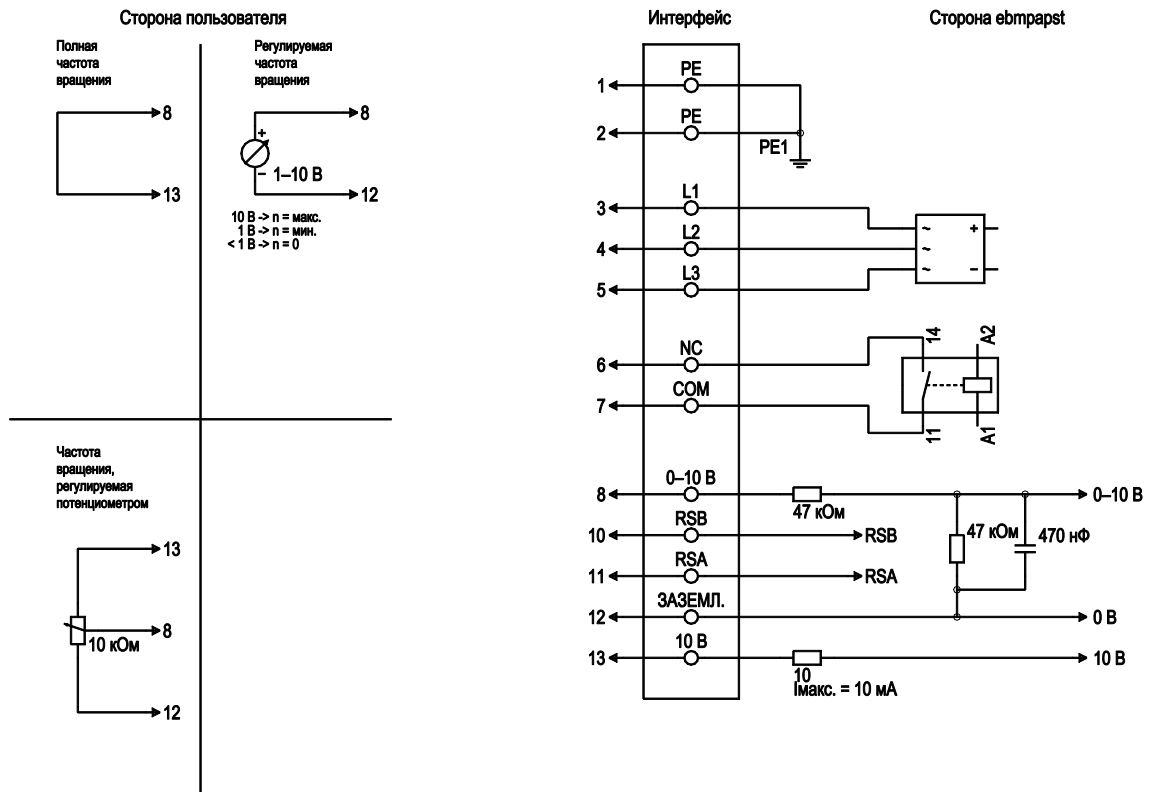 Сторона пользователя
Полная
частота
вращения
8
13
Регулируемая
частота
вращения
8
+
–
1–10 В
12
10 В -> n = макс.
1 В -> n = мин.
< 1 В -> n = 0
Частота
вращения,
регулируемая
потенциометром
13
8
10 кОм
12
Интерфейс
Сторона ebmpapst
1
PE
2
PE
PE1
3
L1
4
L2
5
L3
~
~
~
+
–
6
NC
7
COM
14
A2
11
A1
8
0–10 В
47 кОм
0–10 В
10
RSB
RSB
47 кОм
470 нФ
11
RSA
RSA
12
ЗАЗЕМЛ.
0 В
13
10 В
10
Iмакс. = 10 мА
10 В